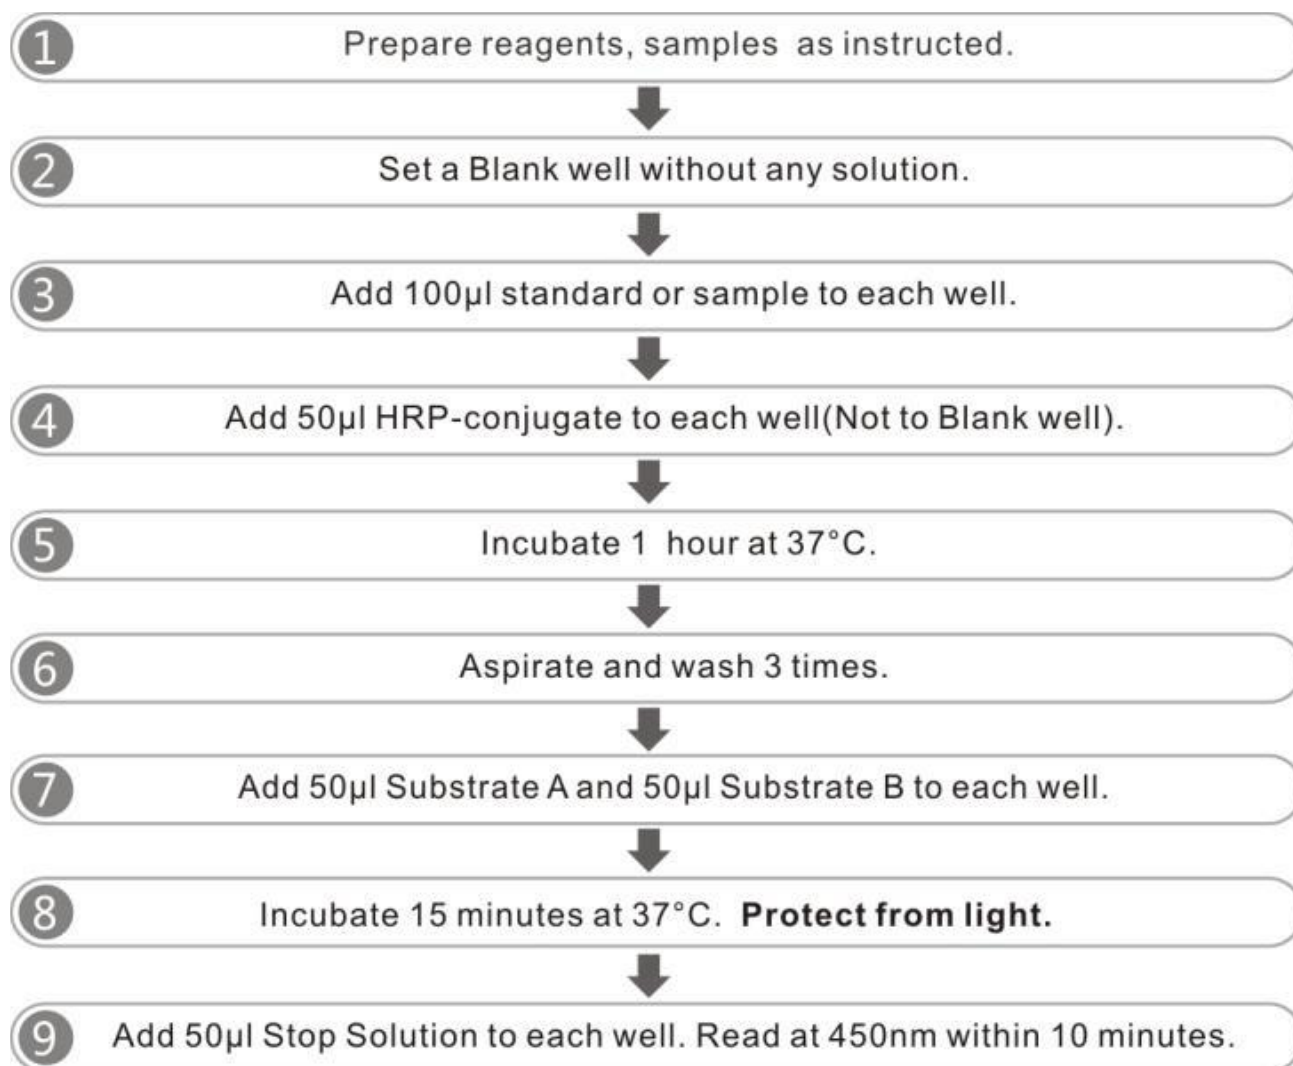 1 Prepare reagents, samples as instructed.
2 Set a Blank well without any solution.
3 Add 100μl standard or sample to each well.
4 Add 50μl HRP-conjugate to each well(Not to Blank well).
5 Incubate 1 hour at 37°C.
6 Aspirate and wash 3 times.
7 Add 50μl Substrate A and 50μl Substrate B to each well.
8 Incubate 15 minutes at 37°C. Protect from light.
9 Add 50μl Stop Solution to each well. Read at 450nm within 10 minutes.